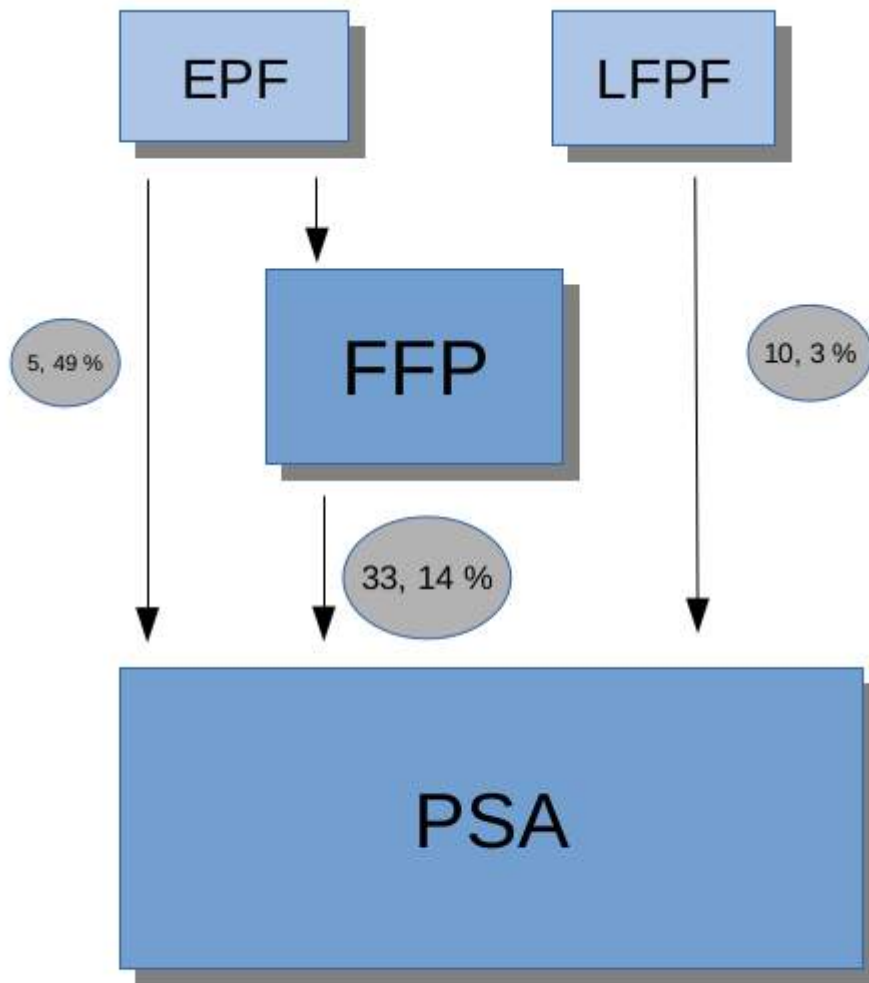 EPF
LFPF
FFP
5, 49 %
10, 3 %
33, 14 %
PSA